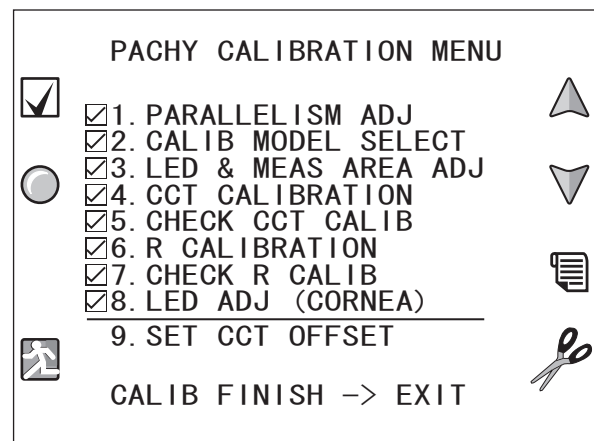 PACHY CALIBRATION MENU
1. PARALLELISM ADJ
2. CALIB MODEL SELECT
3. LED & MEAS AREA ADJ
4. CCT CALIBRATION
5. CHECK CCT CALIB
6. R CALIBRATION
7. CHECK R CALIB
8. LED ADJ (CORNEA)
9. SET CCT OFFSET
CALIB FINISH -> EXIT